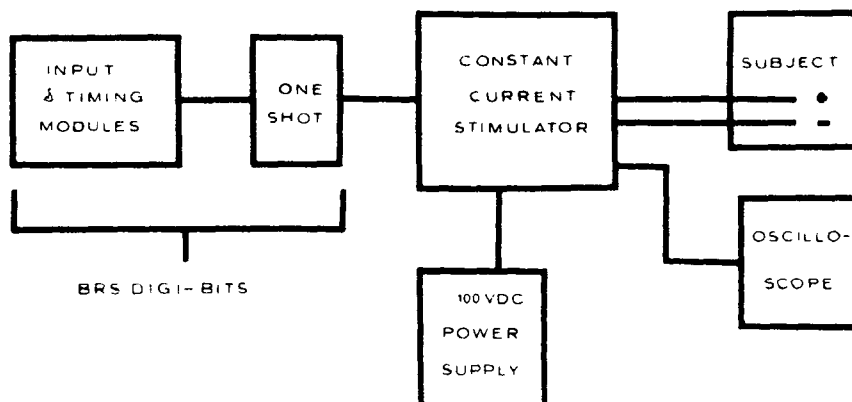 INPUT
& TIMING
MODULES
ONE
SHOT
CONSTANT
CURRENT
STIMULATOR
SUBJECT
+
–
OSCILLO-
SCOPE
BRS DIGI-BITS
100 VDC
POWER
SUPPLY